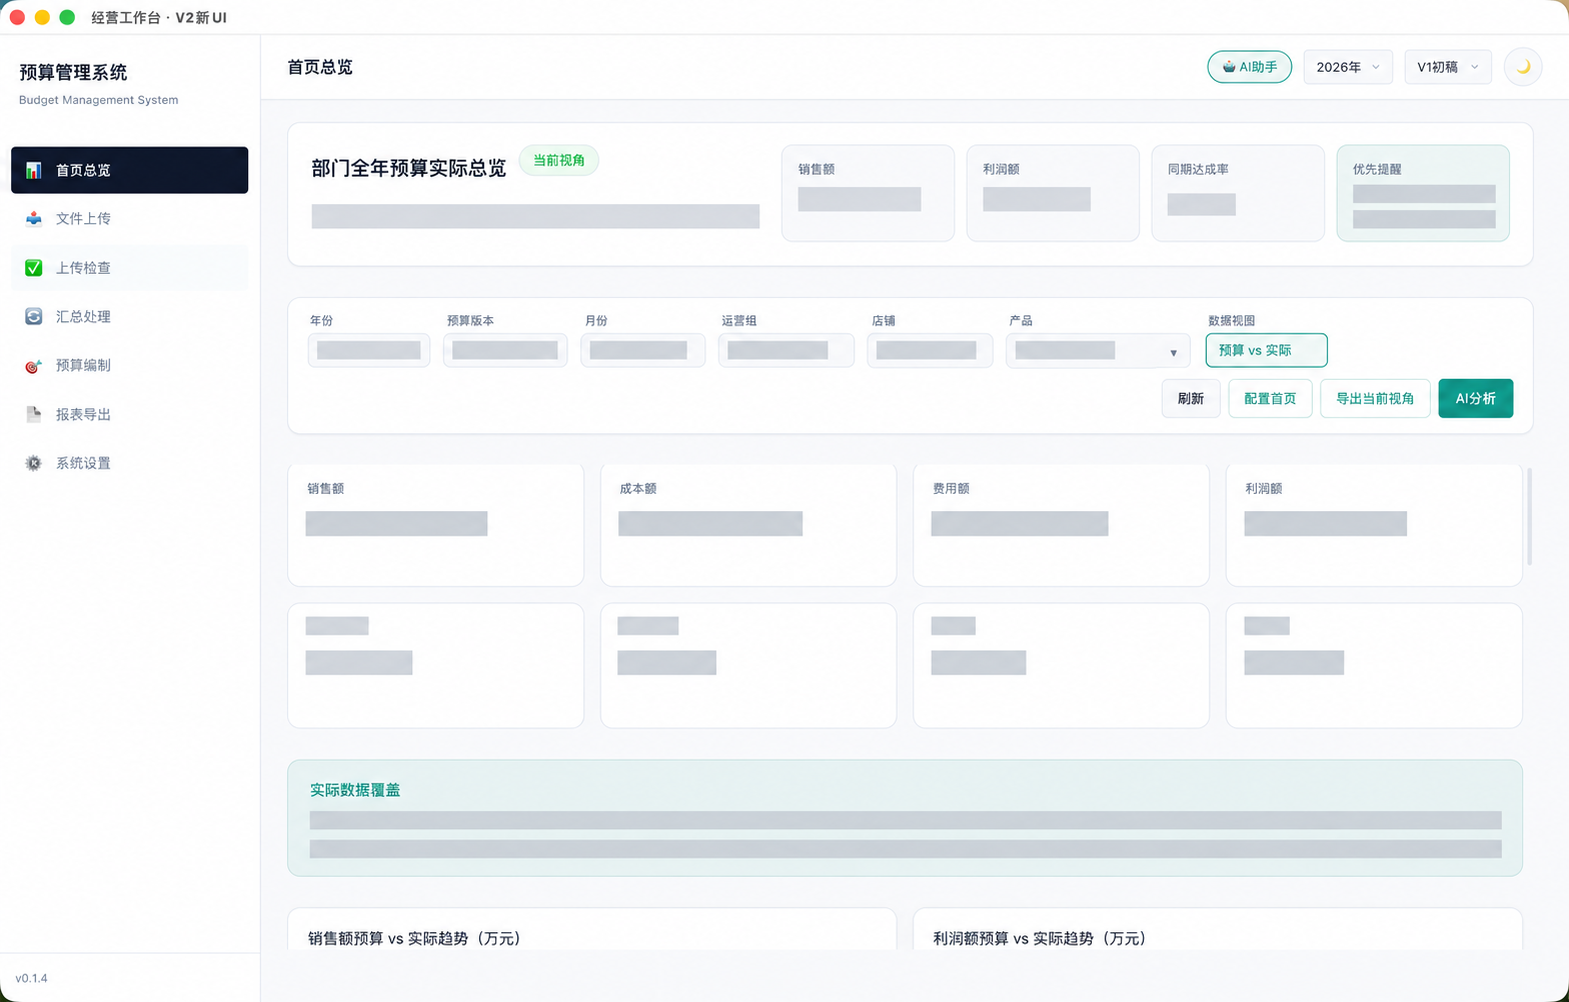 经营工作台 · V2新UI
预算管理系统
Budget Management System
首页总览
文件上传
上传检查
汇总处理
预算编制
报表导出
系统设置
v0.1.4
首页总览
AI助手
2026年
V1初稿
部门全年预算实际总览
当前视角
销售额
利润额
同期达成率
优先提醒
年份
预算版本
月份
运营组
店铺
产品
数据视图
预算 vs 实际
刷新
配置首页
导出当前视角
AI分析
销售额
成本额
费用额
利润额
实际数据覆盖
销售额预算 vs 实际趋势（万元）
利润额预算 vs 实际趋势（万元）